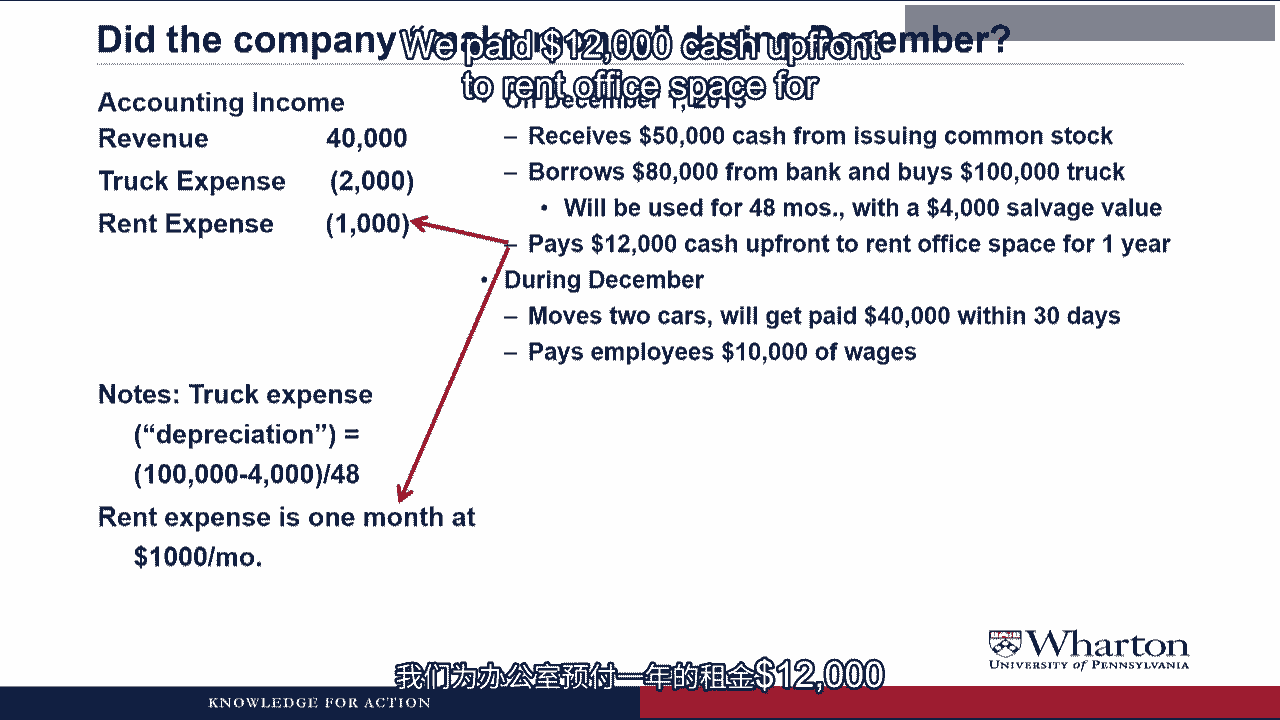 Did the company during December?
We paid $12,000 cash upfront
to rent office space for
Accounting Income
Revenue 40,000
Truck Expense (2,000)
Rent Expense (1,000)
• On December 1,
– Receives $50,000 cash from issuing common stock
– Borrows $80,000 from bank and buys $100,000 truck
• Will be used for 48 mos., with a $4,000 salvage value
– Pays $12,000 cash upfront to rent office space for 1 year
• During December
– Moves two cars, will get paid $40,000 within 30 days
– Pays employees $10,000 of wages
Notes: Truck expense
(“depreciation”) =
(100,000-4,000)/48
Rent expense is one month at
$1000/mo.
Wharton
UNIVERSITY of PENNSYLVANIA
我们为办公室预付一年的租金$12,000
KNOWLEDGE FOR ACTION